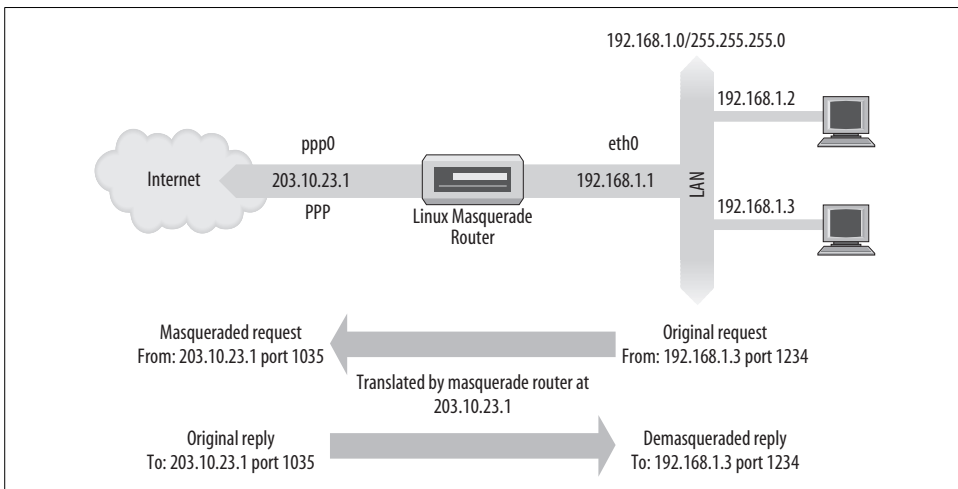 192.168.1.0/255.255.255.0
192.168.1.2
ppp0
eth0
Internet
203.10.23.1
192.168.1.1
LAN
PPP
Linux Masquerade
Router
192.168.1.3
Masqueraded request
From: 203.10.23.1 port 1035
Original request
From: 192.168.1.3 port 1234
Translated by masquerade router at
203.10.23.1
Original reply
To: 203.10.23.1 port 1035
Demasqueraded reply
To: 192.168.1.3 port 1234